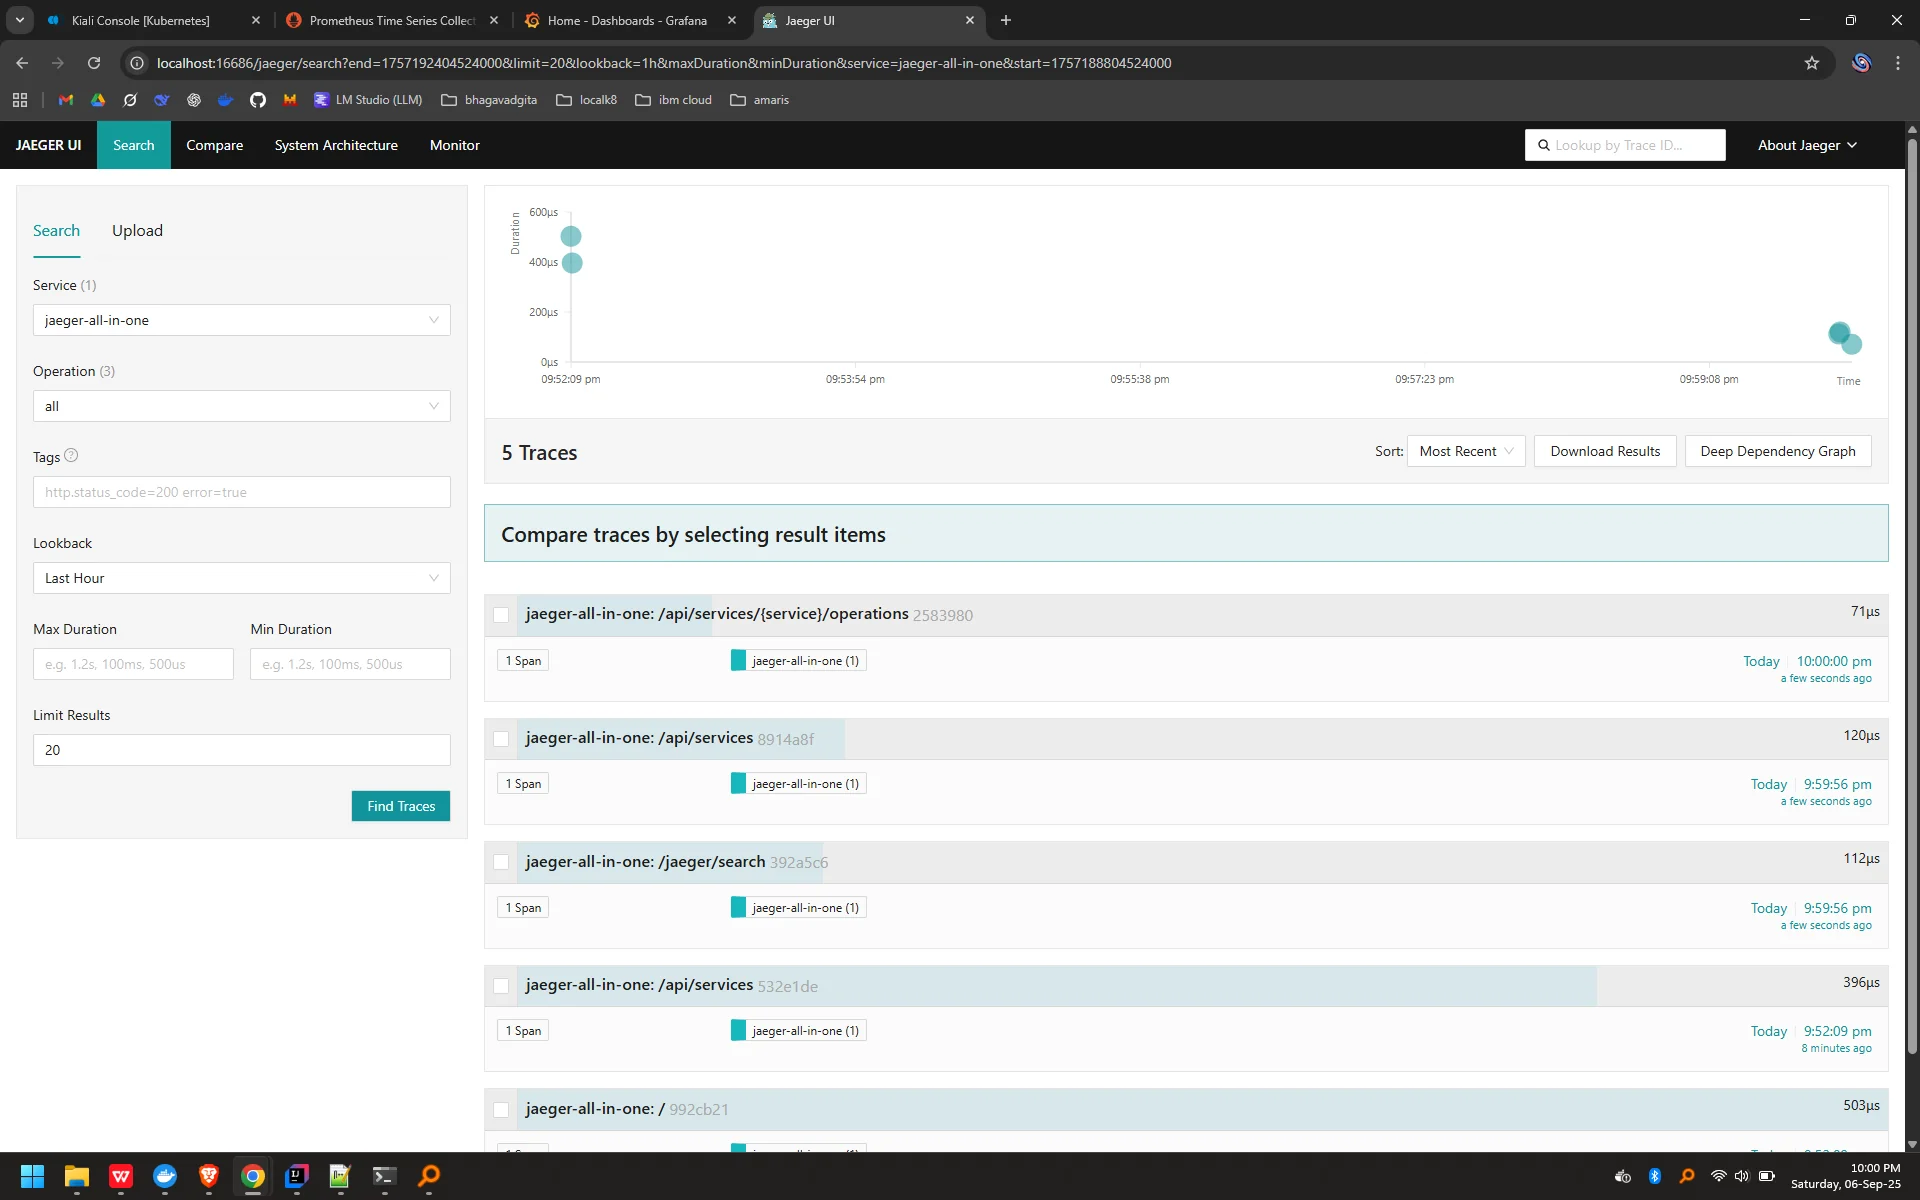 Kiali Console [Kubernetes]
Prometheus Time Series Collect
Home - Dashboards - Grafana
Jaeger UI
localhost:16686/jaeger/search?end=1757192404524000&limit=20&lookback=1h&maxDuration&minDuration&service=jaeger-all-in-one&start=1757188804524000
LM Studio (LLM)
bhagavadgita
localk8
ibm cloud
amaris
JAEGER UI
Search
Compare
System Architecture
Monitor
Lookup by Trace ID...
About Jaeger
Search
Upload
Service (1)
jaeger-all-in-one
Operation (3)
all
Tags
http.status_code=200 error=true
Lookback
Last Hour
Max Duration
Min Duration
e.g. 1.2s, 100ms, 500us
e.g. 1.2s, 100ms, 500us
Limit Results
20
Find Traces
Duration
600μs
400μs
200μs
0μs
09:52:09 pm
09:53:54 pm
09:55:38 pm
09:57:23 pm
09:59:08 pm
Time
5 Traces
Sort:
Most Recent
Download Results
Deep Dependency Graph
Compare traces by selecting result items
jaeger-all-in-one: /api/services/{service}/operations 2583980
71μs
1 Span
jaeger-all-in-one (1)
Today
10:00:00 pm
a few seconds ago
jaeger-all-in-one: /api/services 8914a8f
120μs
1 Span
jaeger-all-in-one (1)
Today
9:59:56 pm
a few seconds ago
jaeger-all-in-one: /jaeger/search 392a5c6
112μs
1 Span
jaeger-all-in-one (1)
Today
9:59:56 pm
a few seconds ago
jaeger-all-in-one: /api/services 532e1de
396μs
1 Span
jaeger-all-in-one (1)
Today
9:52:09 pm
8 minutes ago
jaeger-all-in-one: / 992cb21
503μs
10:00 PM
Saturday, 06-Sep-25